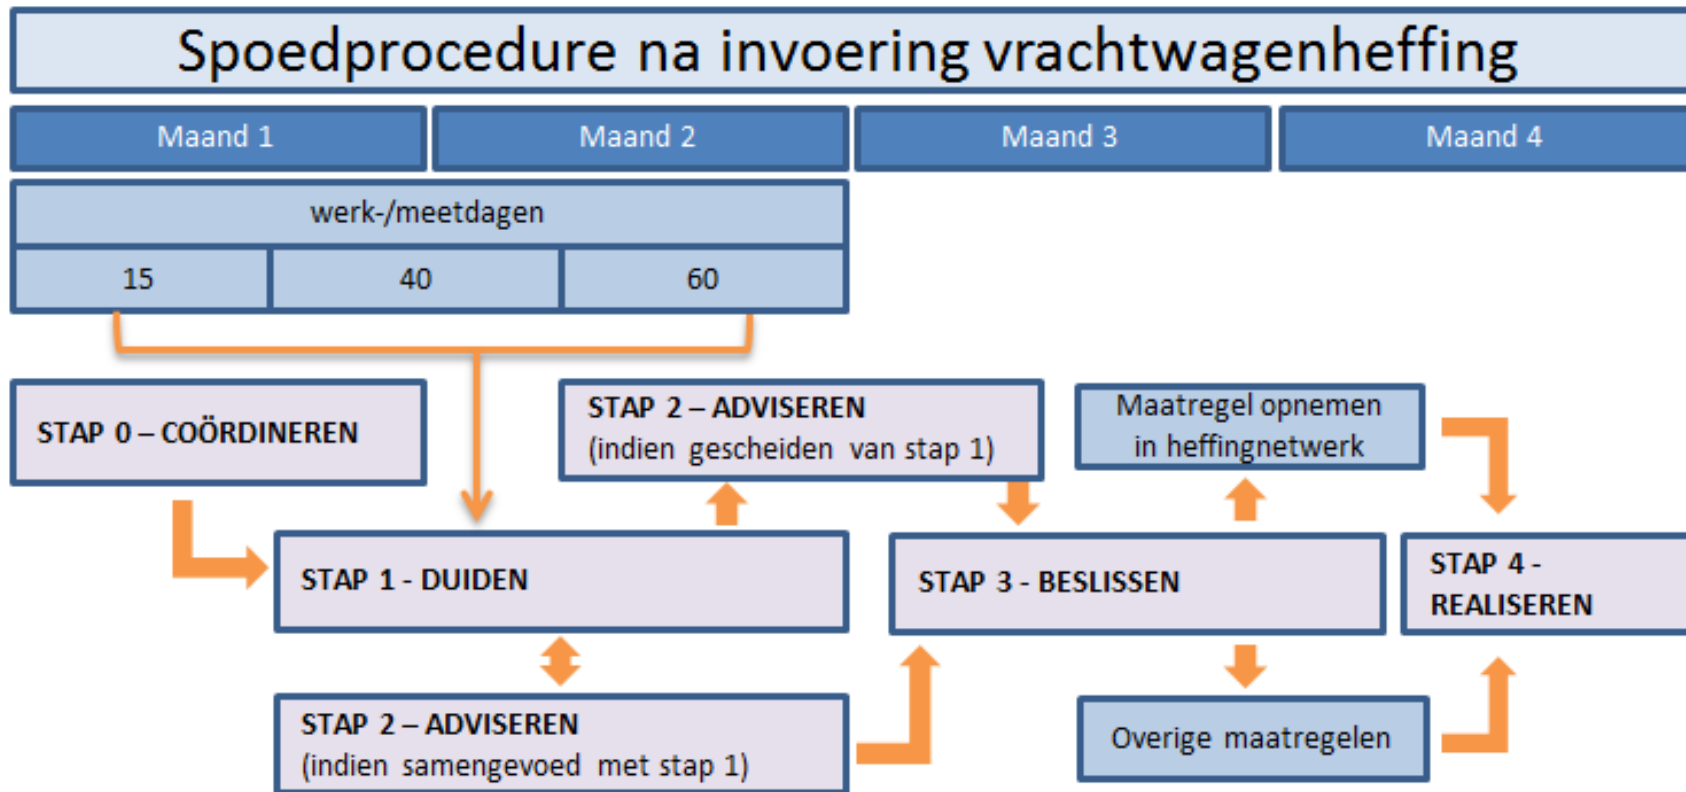 Spoedprocedure na invoering vrachtwagenheffing
Maand 1
Maand 2
Maand 3
Maand 4
werk-/meetdagen
15
40
60
STAP 0 – COÖRDINEREN
STAP 2 – ADVISEREN
(indien gescheiden van stap 1)
Maatregel opnemen
in heffingnetwerk
STAP 1 - DUIDEN
STAP 3 - BESLISSEN
STAP 4 -
REALISEREN
STAP 2 – ADVISEREN
(indien samengevoed met stap 1)
Overige maatregelen